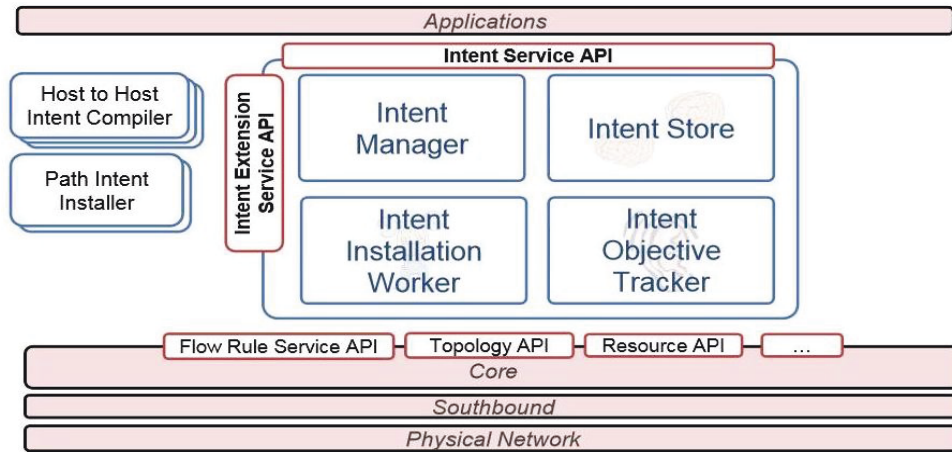 Applications
Intent Service API
Host to Host
Intent Compiler
Path Intent
Installer
Intent Extension
Service API
Intent
Manager
Intent Store
Intent
Installation
Worker
Intent
Objective
Tracker
Flow Rule Service API
Topology API
Resource API
...
Core
Southbound
Physical Network